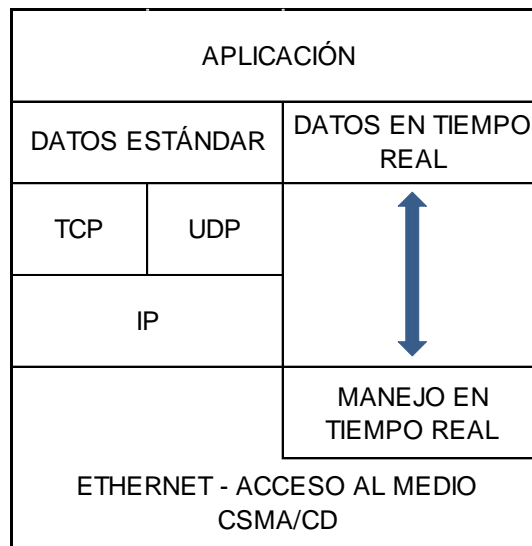 APLICACIÓN
DATOS ESTÁNDAR
DATOS EN TIEMPO
REAL
TCP
UDP
IP
MANEJO EN
TIEMPO REAL
ETHERNET - ACCESO AL MEDIO
CSMA/CD